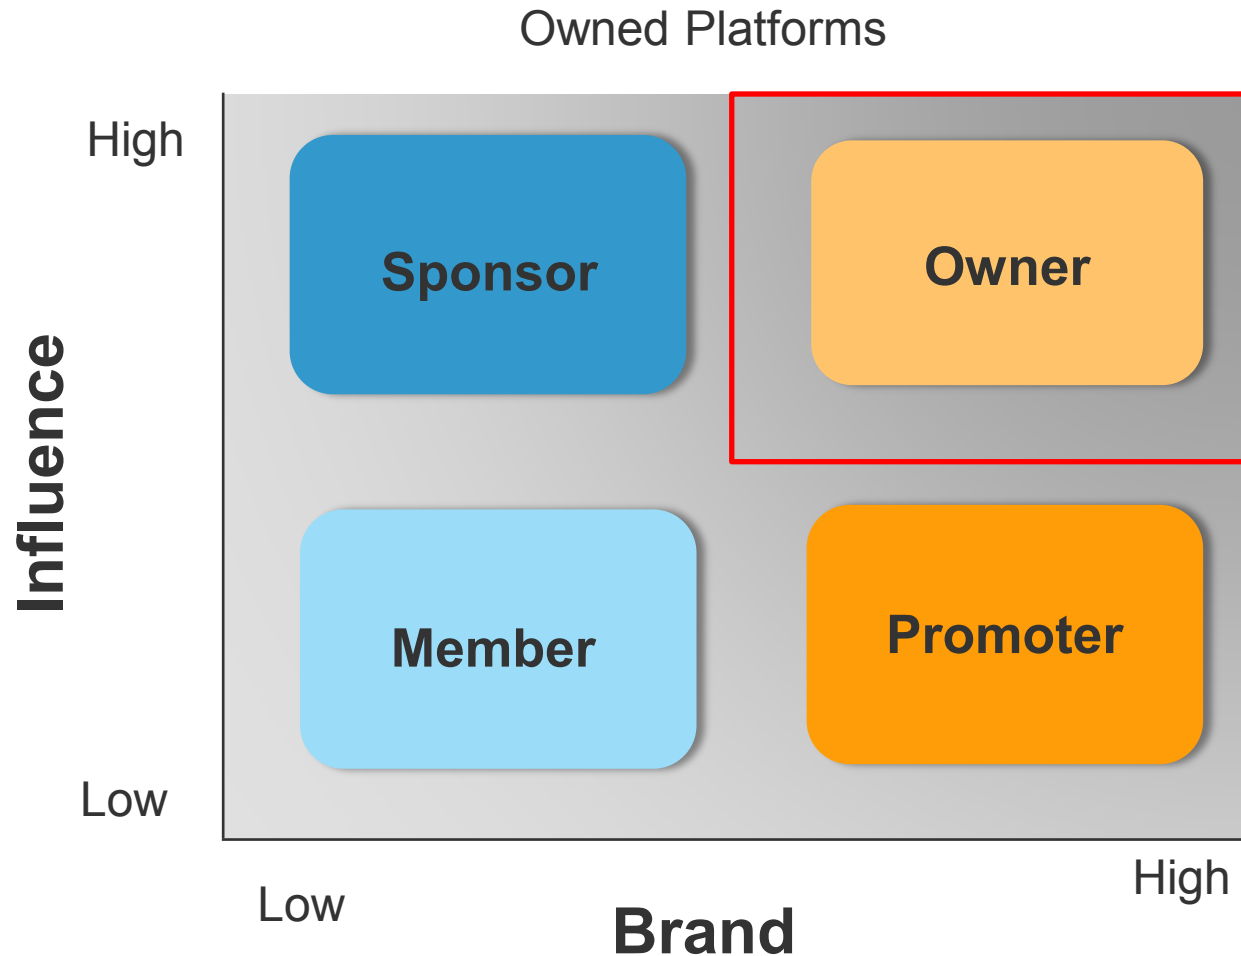 Owned Platforms
High
Sponsor
Owner
Influence
Member
Promoter
Low
Low
High
Brand